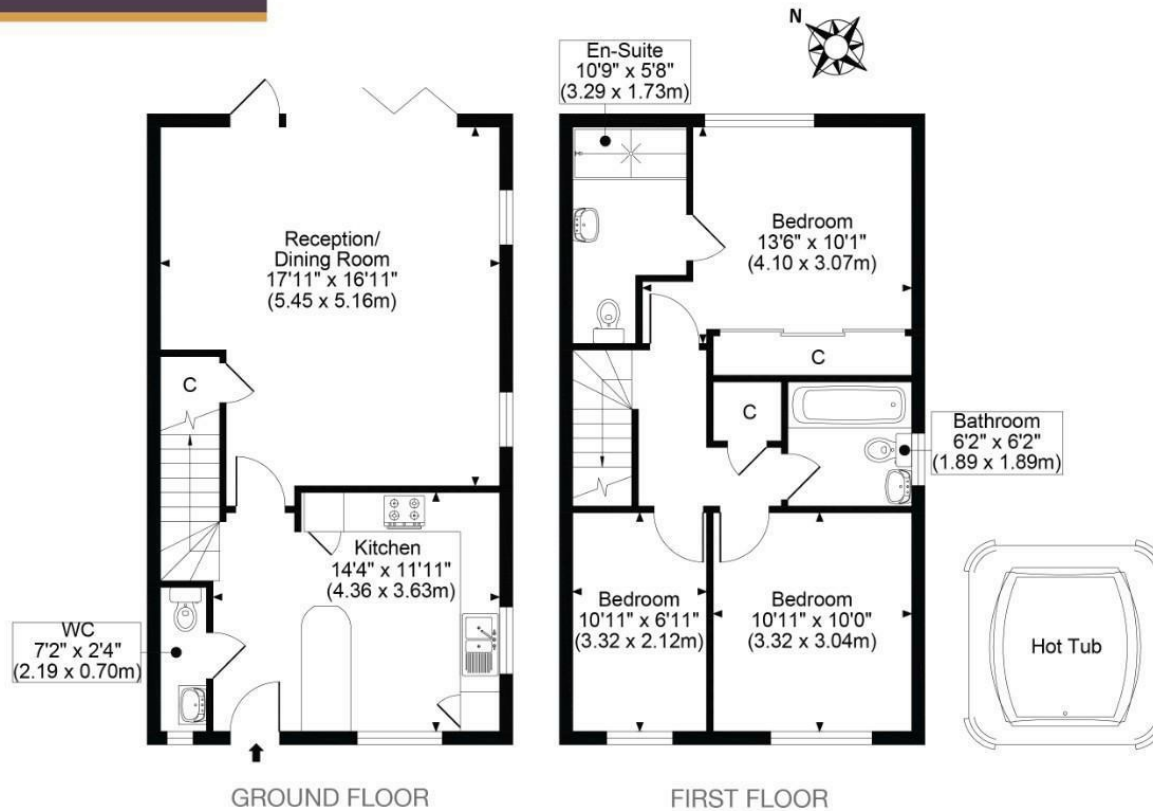 N
En-Suite
10'9" x 5'8"
(3.29 x 1.73m)
Reception/
Dining Room
17'11" x 16'11"
(5.45 x 5.16m)
Bedroom
13'6" x 10'1"
(4.10 x 3.07m)
C
C
C
Bathroom
6'2" x 6'2"
(1.89 x 1.89m)
Kitchen
14'4" x 11'11"
(4.36 x 3.63m)
WC
7'2" x 2'4"
(2.19 x 0.70m)
Bedroom
10'11" x 6'11"
(3.32 x 2.12m)
Bedroom
10'11" x 10'0"
(3.32 x 3.04m)
Hot Tub
GROUND FLOOR
FIRST FLOOR